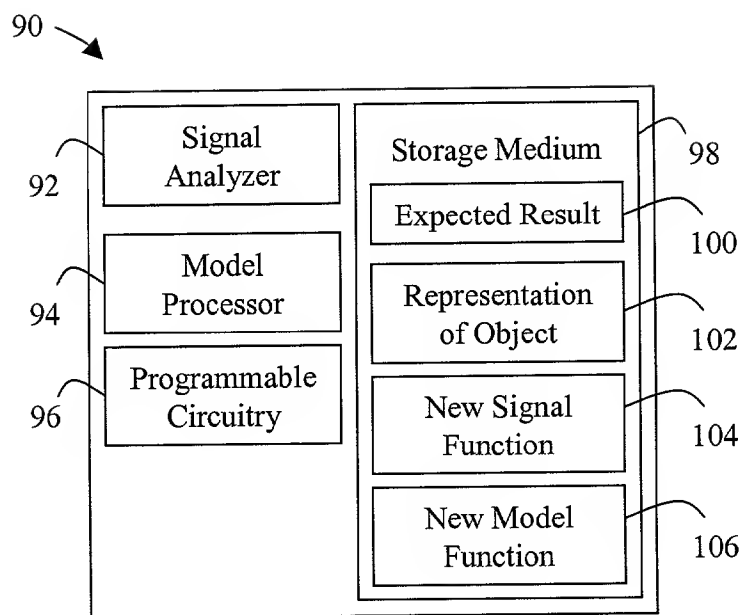 90
Signal
Analyzer
92
Model
Processor
94
Programmable
Circuitry
96
Storage Medium
98
Expected Result
100
Representation
of Object
102
New Signal
Function
104
New Model
Function
106